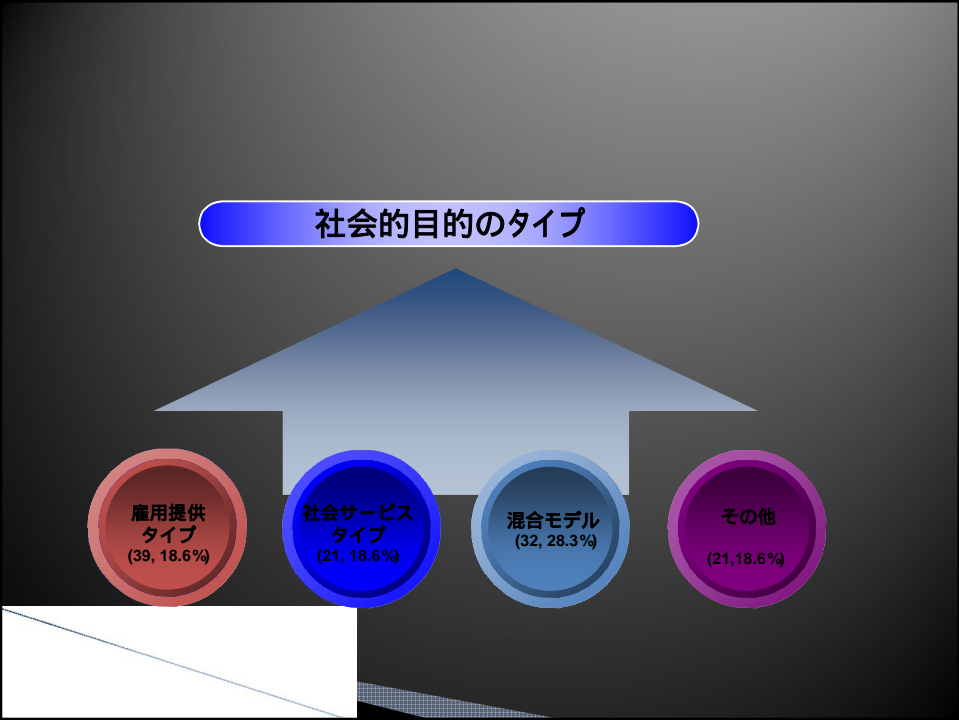 社会的目的のタイプ
雇用提供
タイプ
(39, 18.6%)
社会サービス
タイプ
(21, 18.6%)
混合モデル
(32, 28.3%)
その他
(21,18.6%)